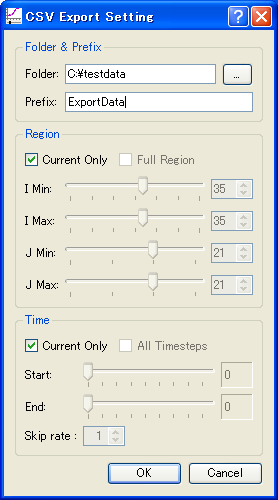 CSV Export Setting
Folder & Prefix
Folder: C:¥testdata ...
Prefix: ExportData
Region
Current Only Full Region
I Min: 35
I Max: 35
J Min: 21
J Max: 21
Time
Current Only All Timesteps
Start: 0
End: 0
Skip rate : 1
OK Cancel